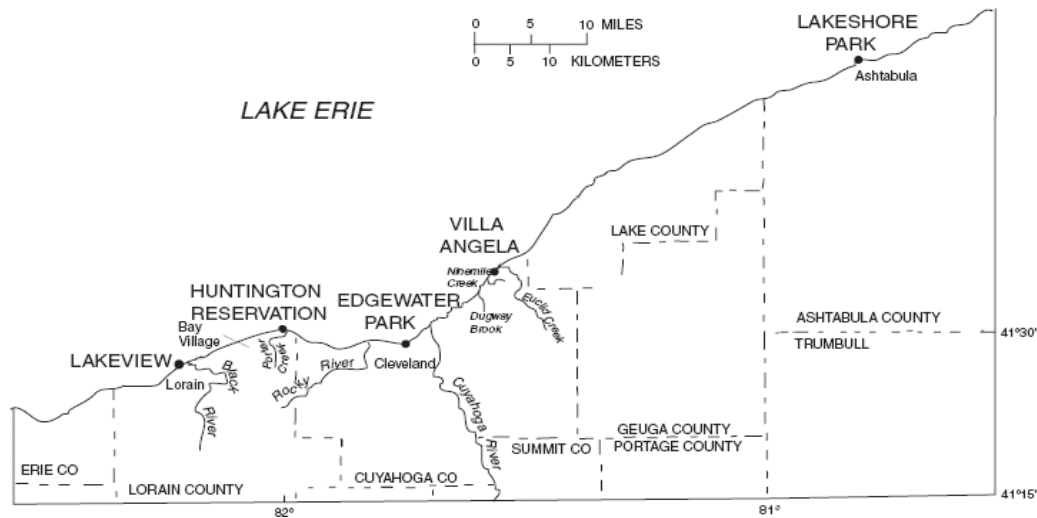 0 5 10 MILES
0 5 10 KILOMETERS
LAKESHORE
PARK
Ashtabula
LAKE ERIE
VILLA
ANGELA
LAKE COUNTY
Ninemile
Creek
Euclid Creek
Dugway
Brook
HUNTINGTON
RESERVATION
EDGEWATER
PARK
Bay
Village
Porter
Creek
ASHTABULA COUNTY
TRUMBULL
41°30'
LAKEVIEW
Lorain
Black
River
Rocky River
Cleveland
Cuyahoga River
GEUGA COUNTY
PORTAGE COUNTY
SUMMIT CO
ERIE CO
LORAIN COUNTY
CUYAHOGA CO
41°15'
82°
81°